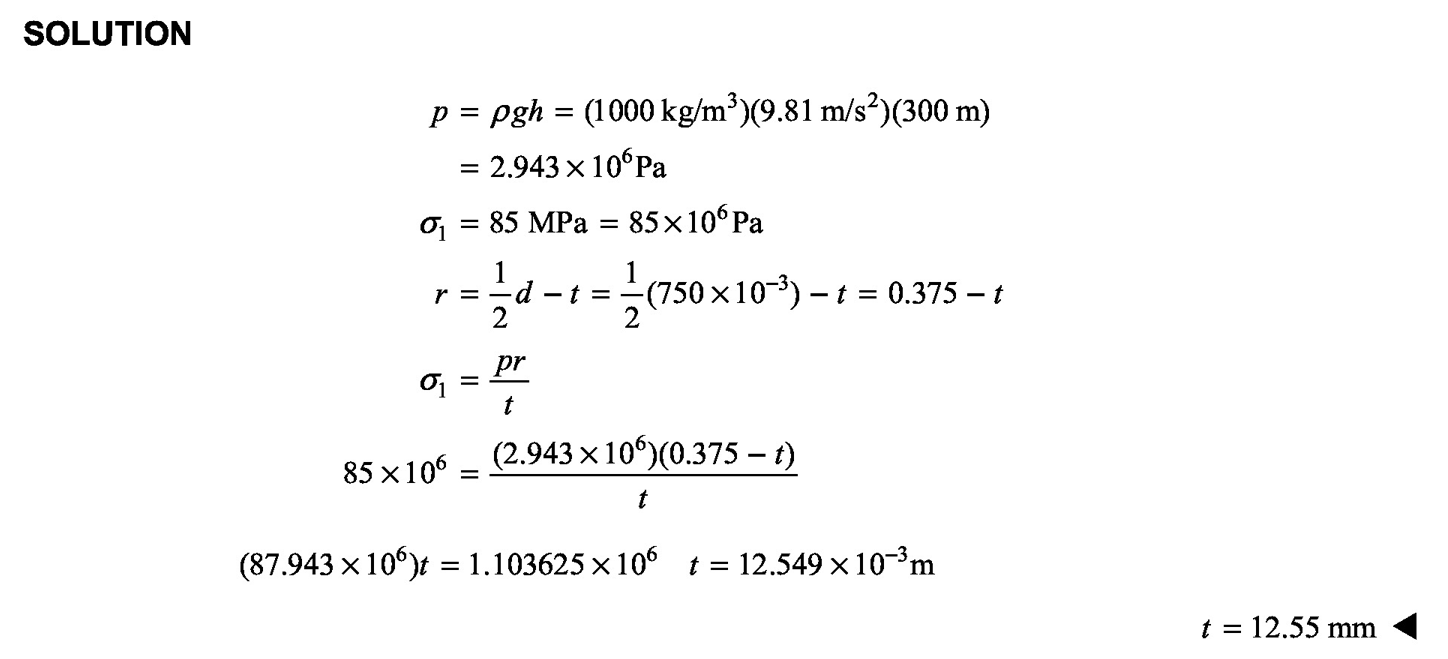 SOLUTION
p = ρgh = (1000 kg/m³)(9.81 m/s²)(300 m)
= 2.943 × 10⁶ Pa
σ₁ = 85 MPa = 85 × 10⁶ Pa
r = 1/2 d − t = 1/2 (750 × 10⁻³) − t = 0.375 − t
σ₁ = pr/t
85 × 10⁶ = (2.943 × 10⁶)(0.375 − t)/t
(87.943 × 10⁶)t = 1.103625 × 10⁶ t = 12.549 × 10⁻³ m
t = 12.55 mm ◀